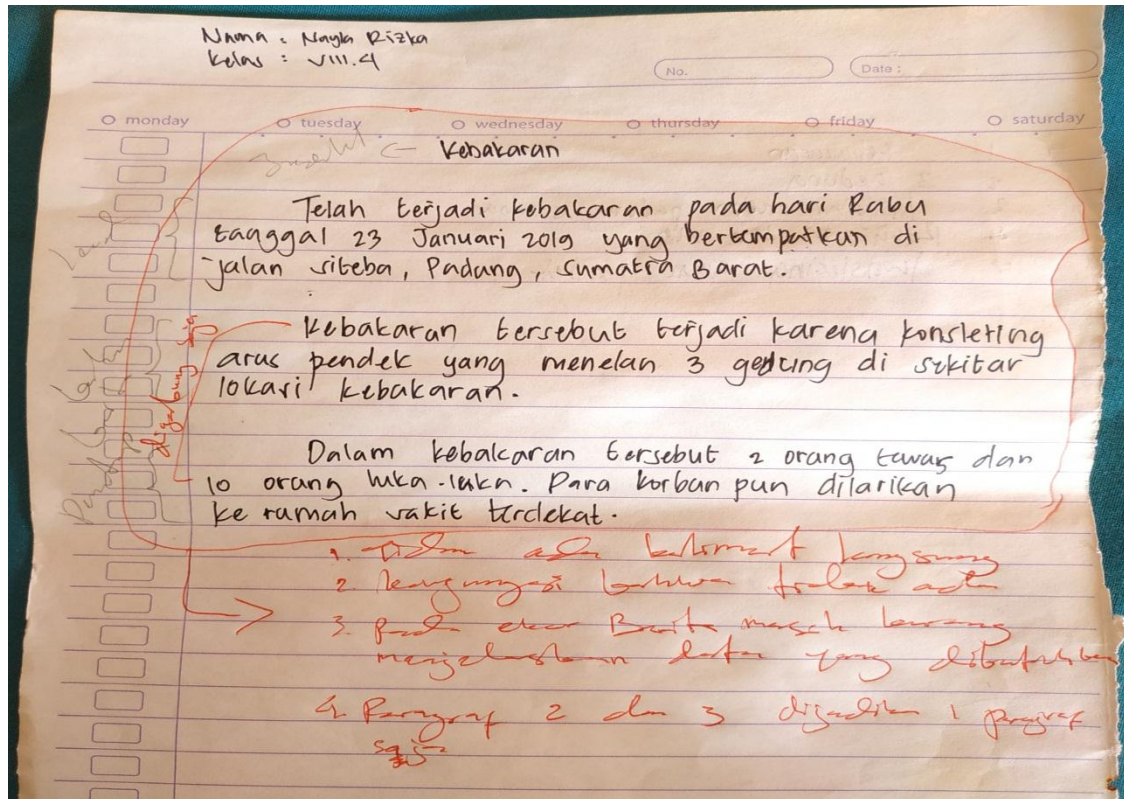 Nama : Nayla Rizka
Kelas : VIII.4
No.
Date :
monday tuesday wednesday thursday friday saturday
Kebakaran
Telah terjadi kebakaran pada hari Rabu
tanggal 23 Januari 2019 yang bertempatkan di
jalan siteba, Padang, Sumatra Barat.
Kebakaran tersebut terjadi karena konsleting
arus pendek yang menelan 3 gedung di sekitar
lokasi kebakaran.
Dalam kebakaran tersebut 2 orang tewas dan
10 orang luka-luka. Para korban pun dilarikan
ke rumah sakit terdekat.
digabung
1. Tidak ada kalimat langsung
2. bahwa tidak ada
3. pada ekor Berita masih kurang
menjelaskan data yang dibutuhkan
4. Paragraf 2 dan 3 dijadikan 1 paragraf
saja